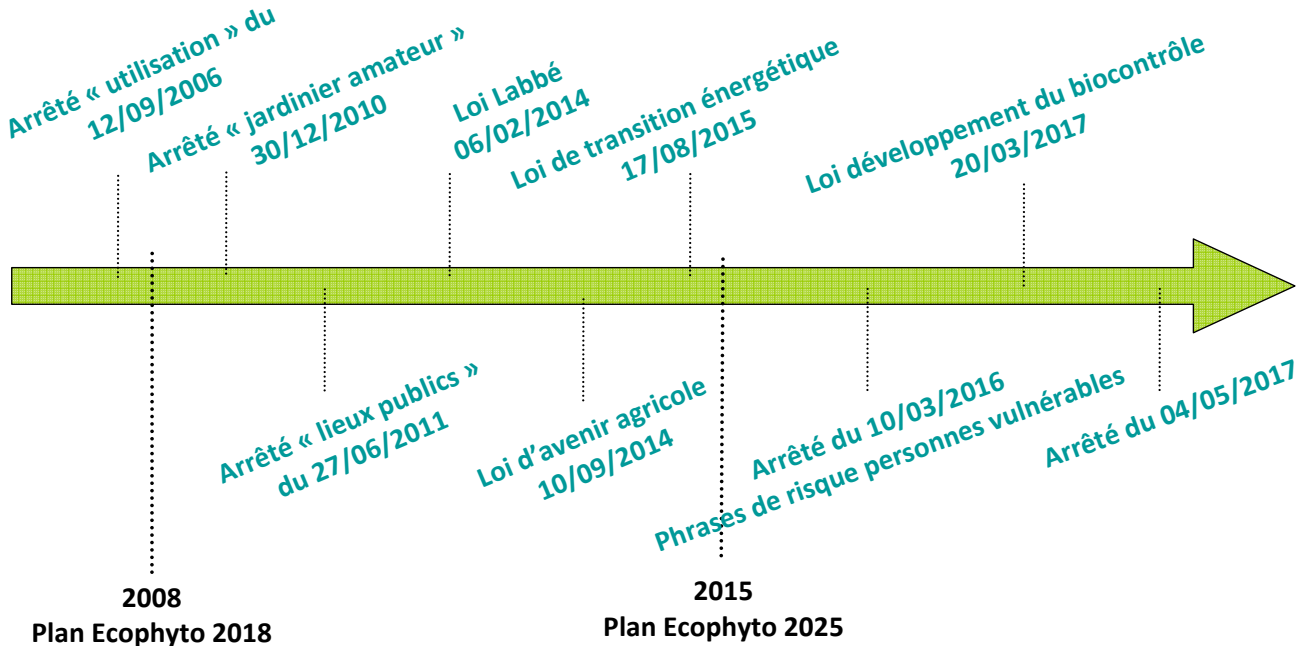 Arrêté « utilisation » du
12/09/2006
Arrêté « jardinier amateur »
30/12/2010
Loi Labbé
06/02/2014
Loi de transition énergétique
17/08/2015
Loi développement du biocontrôle
20/03/2017
Arrêté « lieux publics »
du 27/06/2011
Loi d’avenir agricole
10/09/2014
Arrêté du 10/03/2016
Phrases de risque personnes vulnérables
Arrêté du 04/05/2017
2008
Plan Ecophyto 2018
2015
Plan Ecophyto 2025